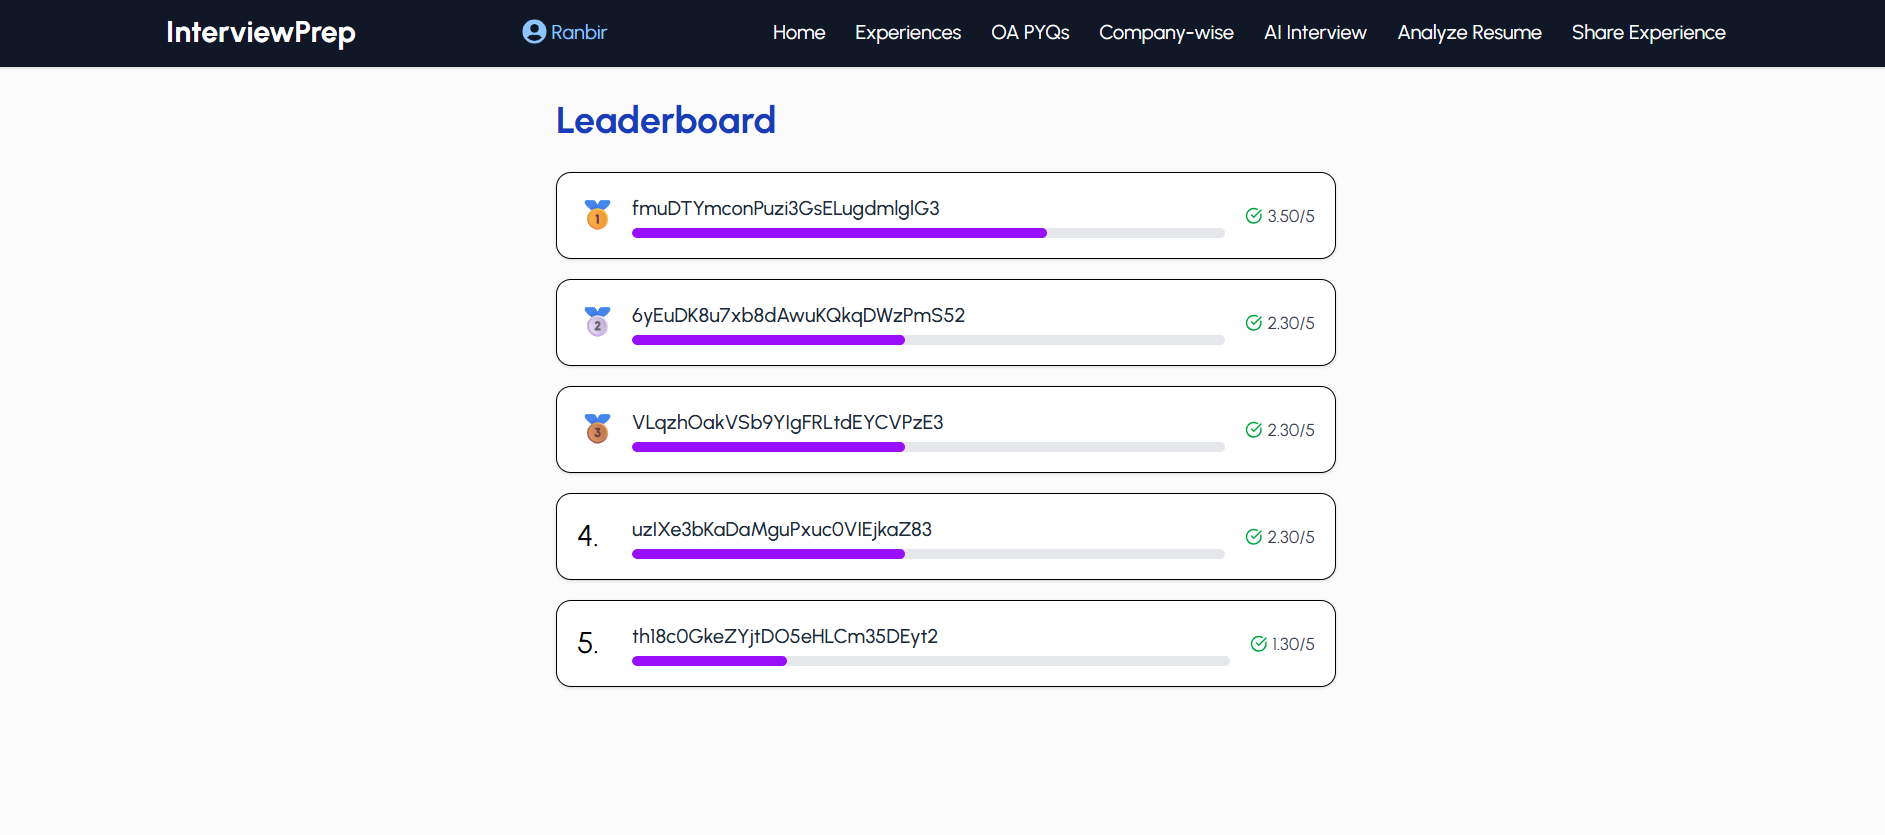 InterviewPrep Ranbir Home Experiences OA PYQs Company-wise AI Interview Analyze Resume Share Experience
Leaderboard
1 fmuDTYmconPuzi3GsELugdmlglG3 3.50/5
2 6yEuDK8u7xb8dAwuKQkqDWzPmS52 2.30/5
3 VLqzhOakVSb9YIgFRLtdEYCVPzE3 2.30/5
4. uzIXe3bKaDaMguPxuc0VIEjkaZ83 2.30/5
5. th18c0GkeZYjtDO5eHLCm35DEyt2 1.30/5